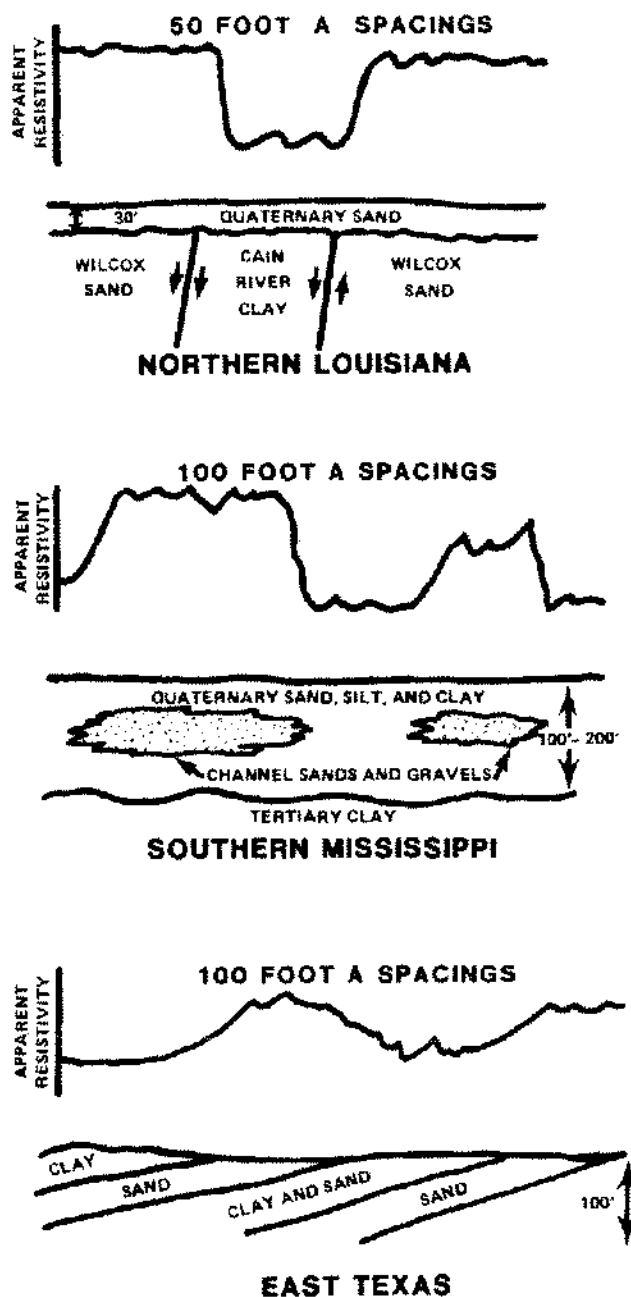 50 FOOT A SPACINGS
APPARENT
RESISTIVITY
30'
QUATERNARY SAND
WILCOX
SAND
CAIN
RIVER
CLAY
WILCOX
SAND
NORTHERN LOUISIANA
100 FOOT A SPACINGS
APPARENT
RESISTIVITY
QUATERNARY SAND, SILT, AND CLAY
100'- 200'
CHANNEL SANDS AND GRAVELS
TERTIARY CLAY
SOUTHERN MISSISSIPPI
100 FOOT A SPACINGS
APPARENT
RESISTIVITY
CLAY
SAND
CLAY AND SAND
SAND
100'
EAST TEXAS